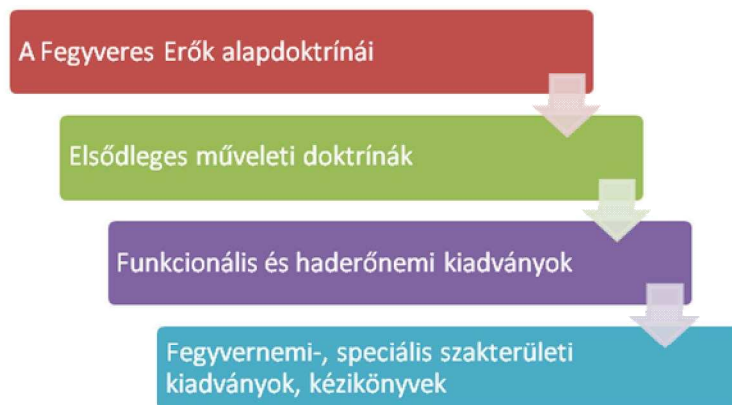 A Fegyveres Erők alapdoktrínái
Elsődleges műveleti doktrínák
Funkcionális és haderőnemi kiadványok
Fegyvernemi-, speciális szakterületi
kiadványok, kézikönyvek